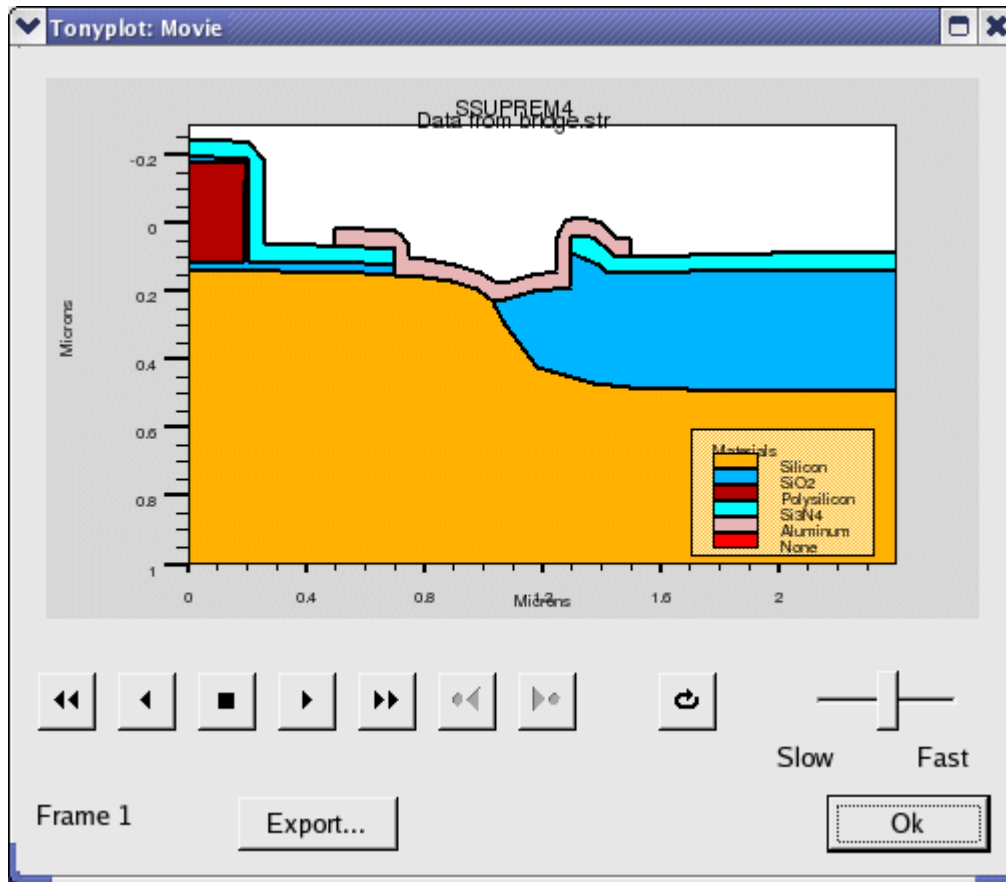 Tonyplot: Movie
SSUPREM4
Data from bridge.str
-0.2
0
0.2
0.4
0.6
0.8
1
Microns
0
0.4
0.8
1.2
1.6
2
Microns
Materials
Silicon
SiO2
Polysilicon
Si3N4
Aluminum
None
Slow
Fast
Frame 1
Export...
Ok